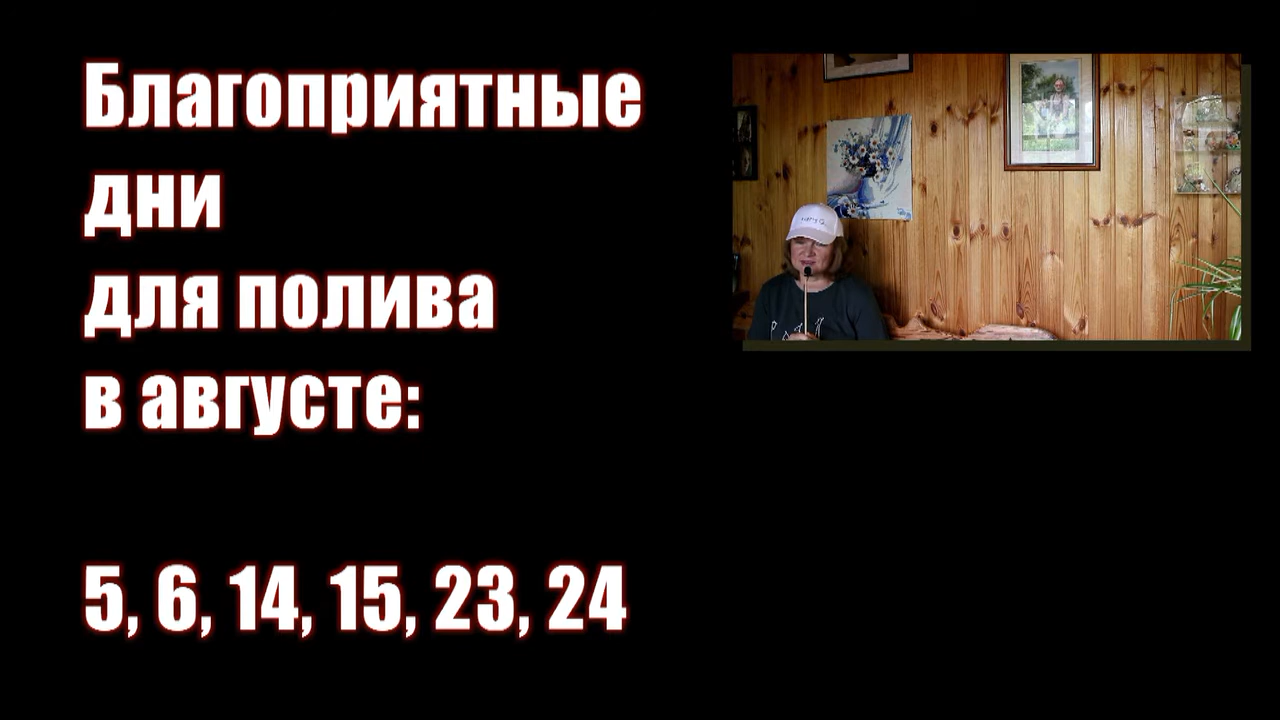 Благоприятные
дни
для полива
в августе:
5, 6, 14, 15, 23, 24